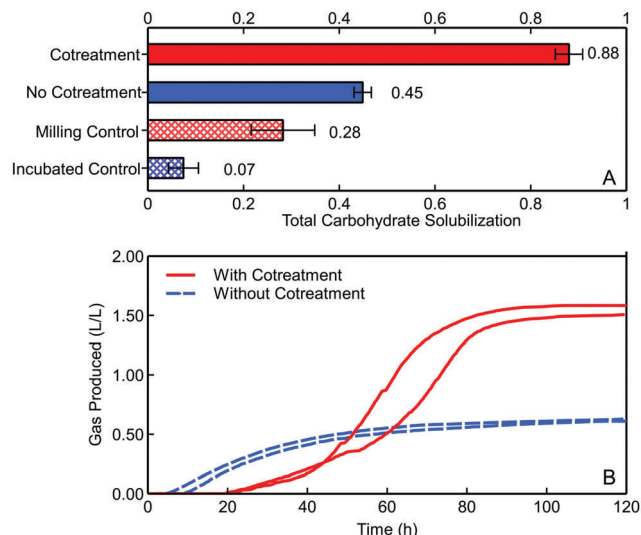 0 0.2 0.4 0.6 0.8 1
Cotreatment 0.88
No Cotreatment 0.45
Milling Control 0.28
Incubated Control 0.07
A
0 0.2 0.4 0.6 0.8 1
Total Carbohydrate Solubilization
2.00
With Cotreatment
Without Cotreatment
1.50
1.00
0.50
0.00
Gas Produced (L/L)
B
0 20 40 60 80 100 120
Time (h)